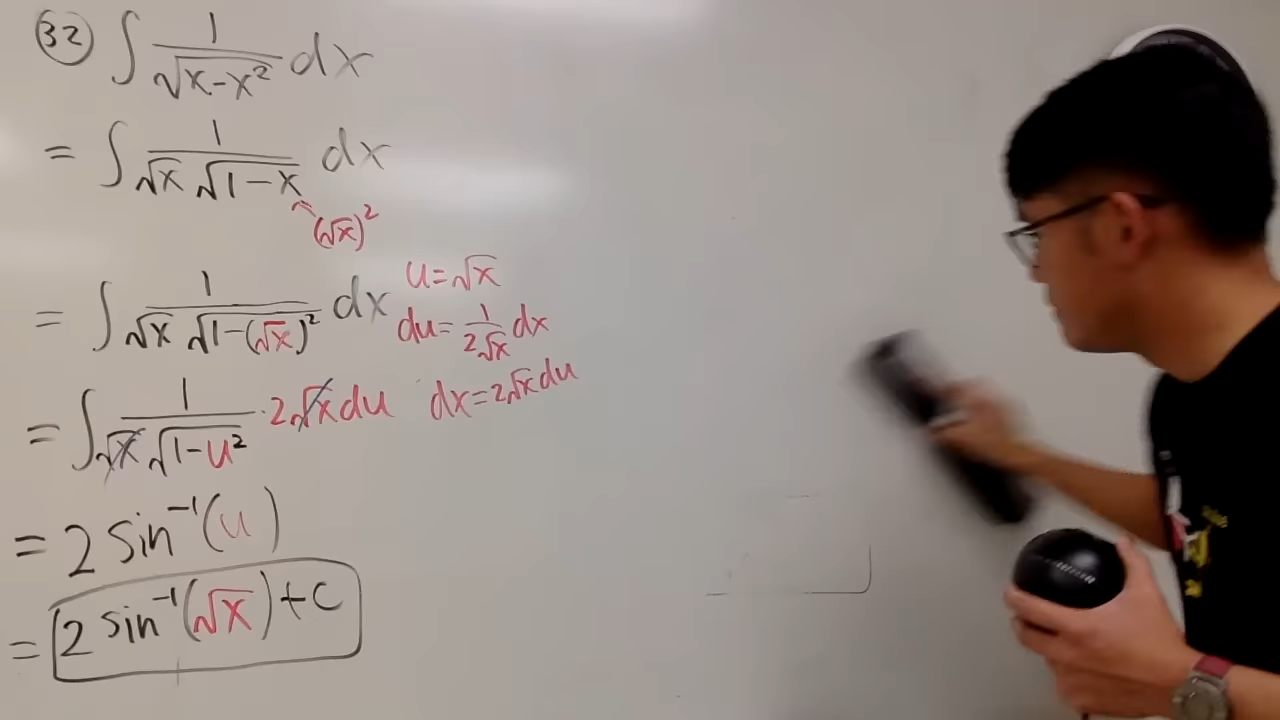 32 ∫ 1/√(x-x²) dx
= ∫ 1/(√x √(1-x)) dx
(√x)²
= ∫ 1/(√x √(1-(√x)²)) dx
u=√x
du= 1/(2√x) dx
= ∫ 1/(√x √(1-u²)) · 2√x du
dx=2√x du
= 2 sin⁻¹(u)
= 2 sin⁻¹(√x)+C